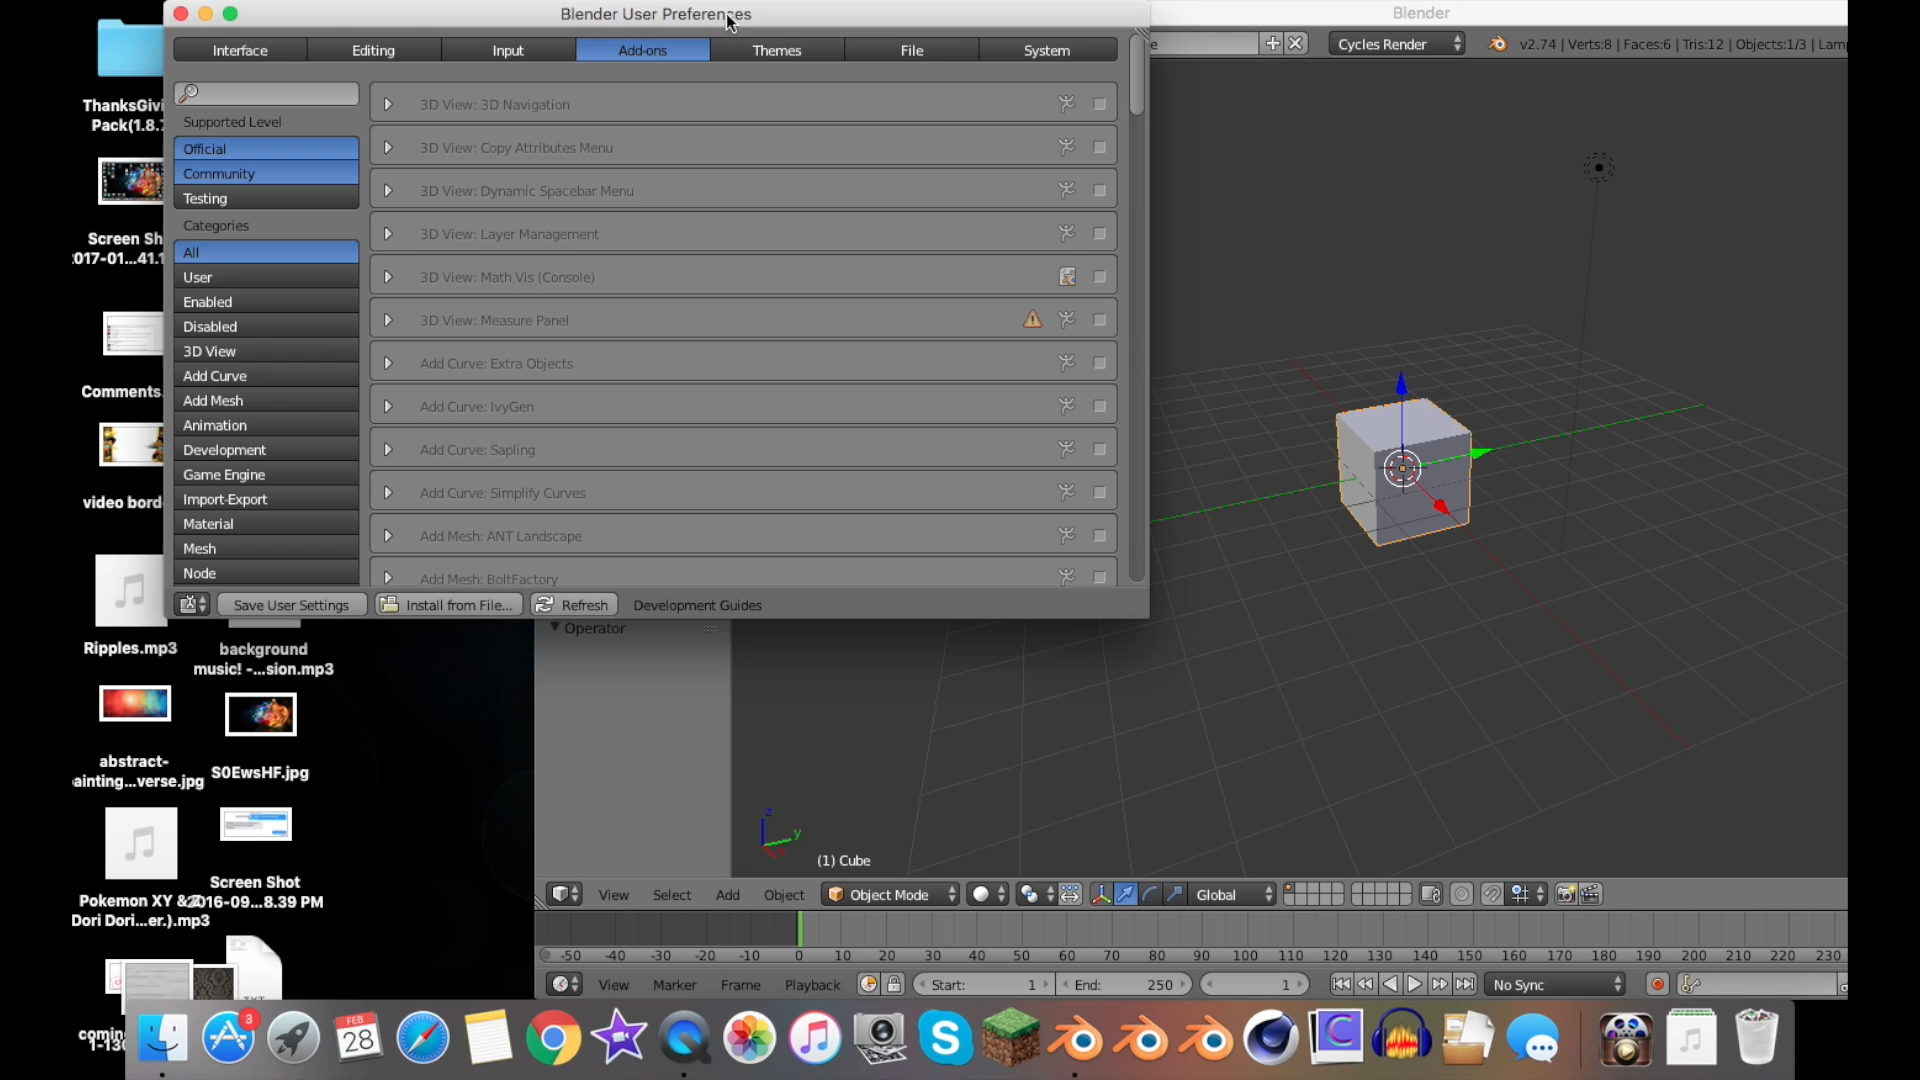 Blender User Preferences
Blender
Interface
Editing
Input
Add-ons
Themes
File
System
Cycles Render
v2.74 | Verts:8 | Faces:6 | Tris:12 | Objects:1/3 |
Supported Level
Official
Community
Testing
Categories
All
User
Enabled
Disabled
3D View
Add Curve
Add Mesh
Animation
Development
Game Engine
Import-Export
Material
Mesh
Node
3D View: 3D Navigation
3D View: Copy Attributes Menu
3D View: Dynamic Spacebar Menu
3D View: Layer Management
3D View: Math Vis (Console)
3D View: Measure Panel
Add Curve: Extra Objects
Add Curve: IvyGen
Add Curve: Sapling
Add Curve: Simplify Curves
Add Mesh: ANT Landscape
Add Mesh: BoltFactory
Save User Settings
Install from File...
Refresh
Development Guides
Operator
ThanksGivi
Pack(1.8.7
Screen Sh
017-01...41.1
Comments.
video bord
Ripples.mp3
background
music! -...sion.mp3
abstract-
ainting...verse.jpg
S0EwsHF.jpg
Pokemon XY &
Dori Dori...er.).mp3
Screen Shot
2016-09...8.39 PM
TXT
coming
1-13
z
y
x
(1) Cube
View
Select
Add
Object
Object Mode
Global
-50 -40 -30 -20 -10 0 10 20 30 40 50 60 70 80 90 100 110 120 130 140 150 160 170 180 190 200 210 220 230
View
Marker
Frame
Playback
Start: 1
End: 250
1
No Sync
3
FEB
28